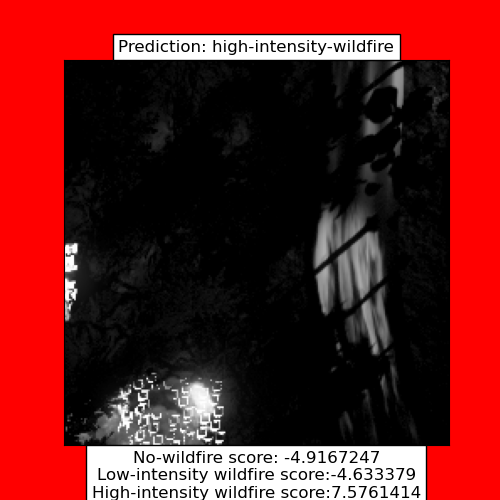 Prediction: high-intensity-wildfire
No-wildfire score: -4.9167247
Low-intensity wildfire score:-4.633379
High-intensity wildfire score:7.5761414